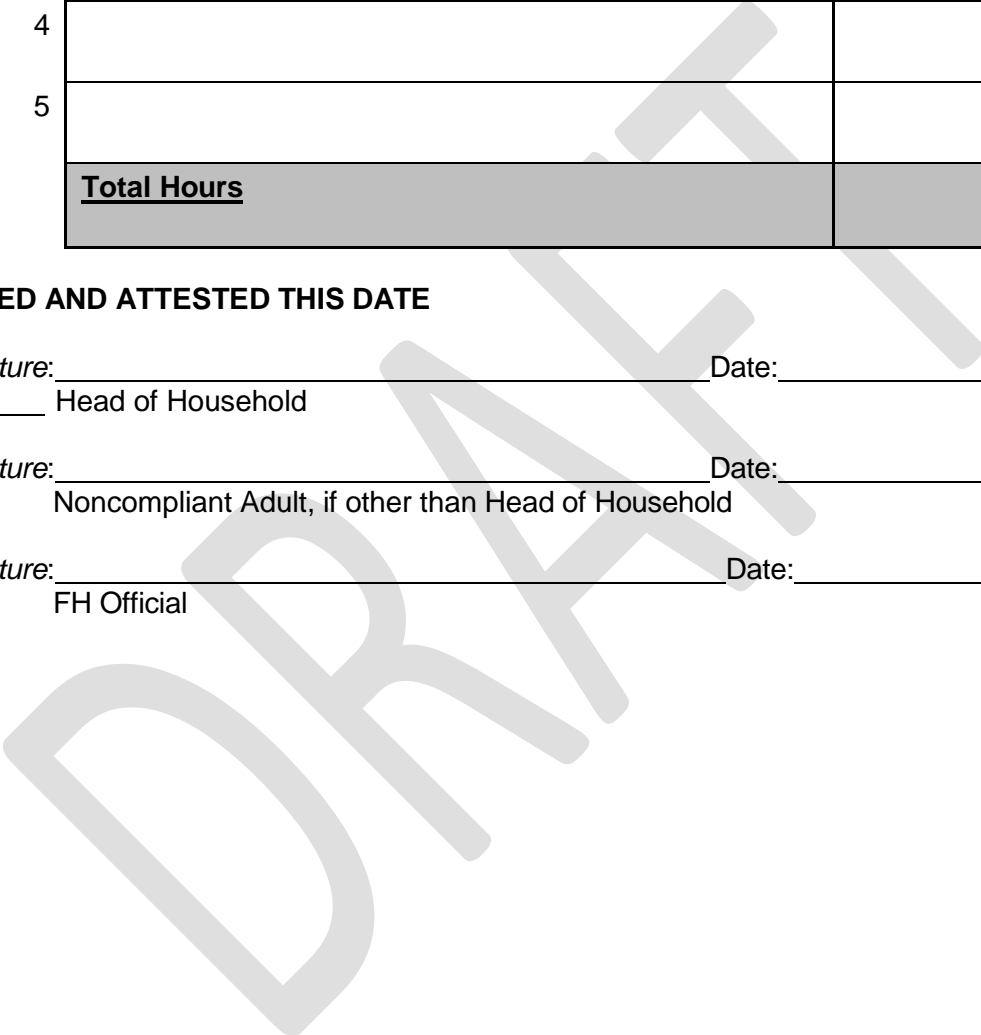 4
5
Total Hours
ED AND ATTESTED THIS DATE
ture: Date:
Head of Household
ture: Date:
Noncompliant Adult, if other than Head of Household
ture: Date:
FH Official
DRAFT